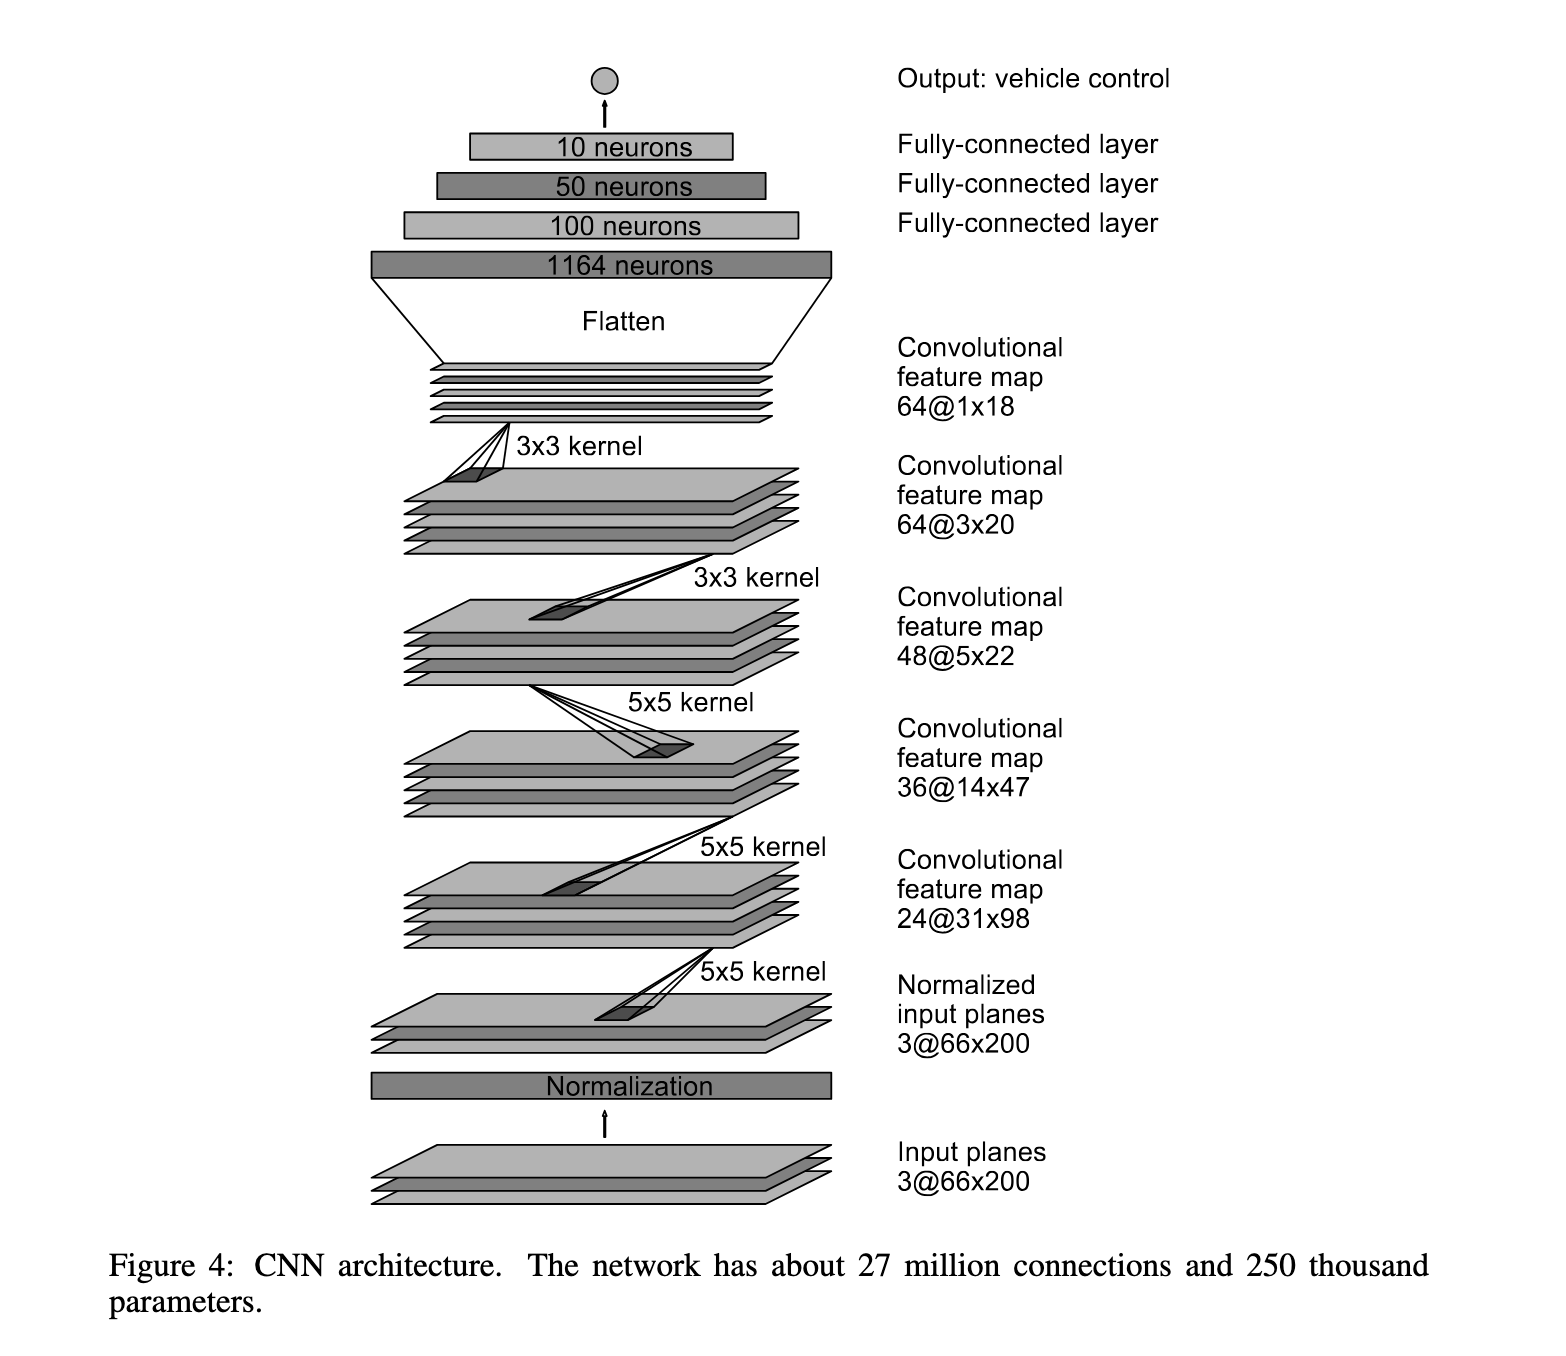 Output: vehicle control
10 neurons
Fully-connected layer
50 neurons
Fully-connected layer
100 neurons
Fully-connected layer
1164 neurons
Flatten
Convolutional
feature map
64@1x18
3x3 kernel
Convolutional
feature map
64@3x20
3x3 kernel
Convolutional
feature map
48@5x22
5x5 kernel
Convolutional
feature map
36@14x47
5x5 kernel
Convolutional
feature map
24@31x98
5x5 kernel
Normalized
input planes
3@66x200
Normalization
Input planes
3@66x200
Figure 4: CNN architecture. The network has about 27 million connections and 250 thousand
parameters.